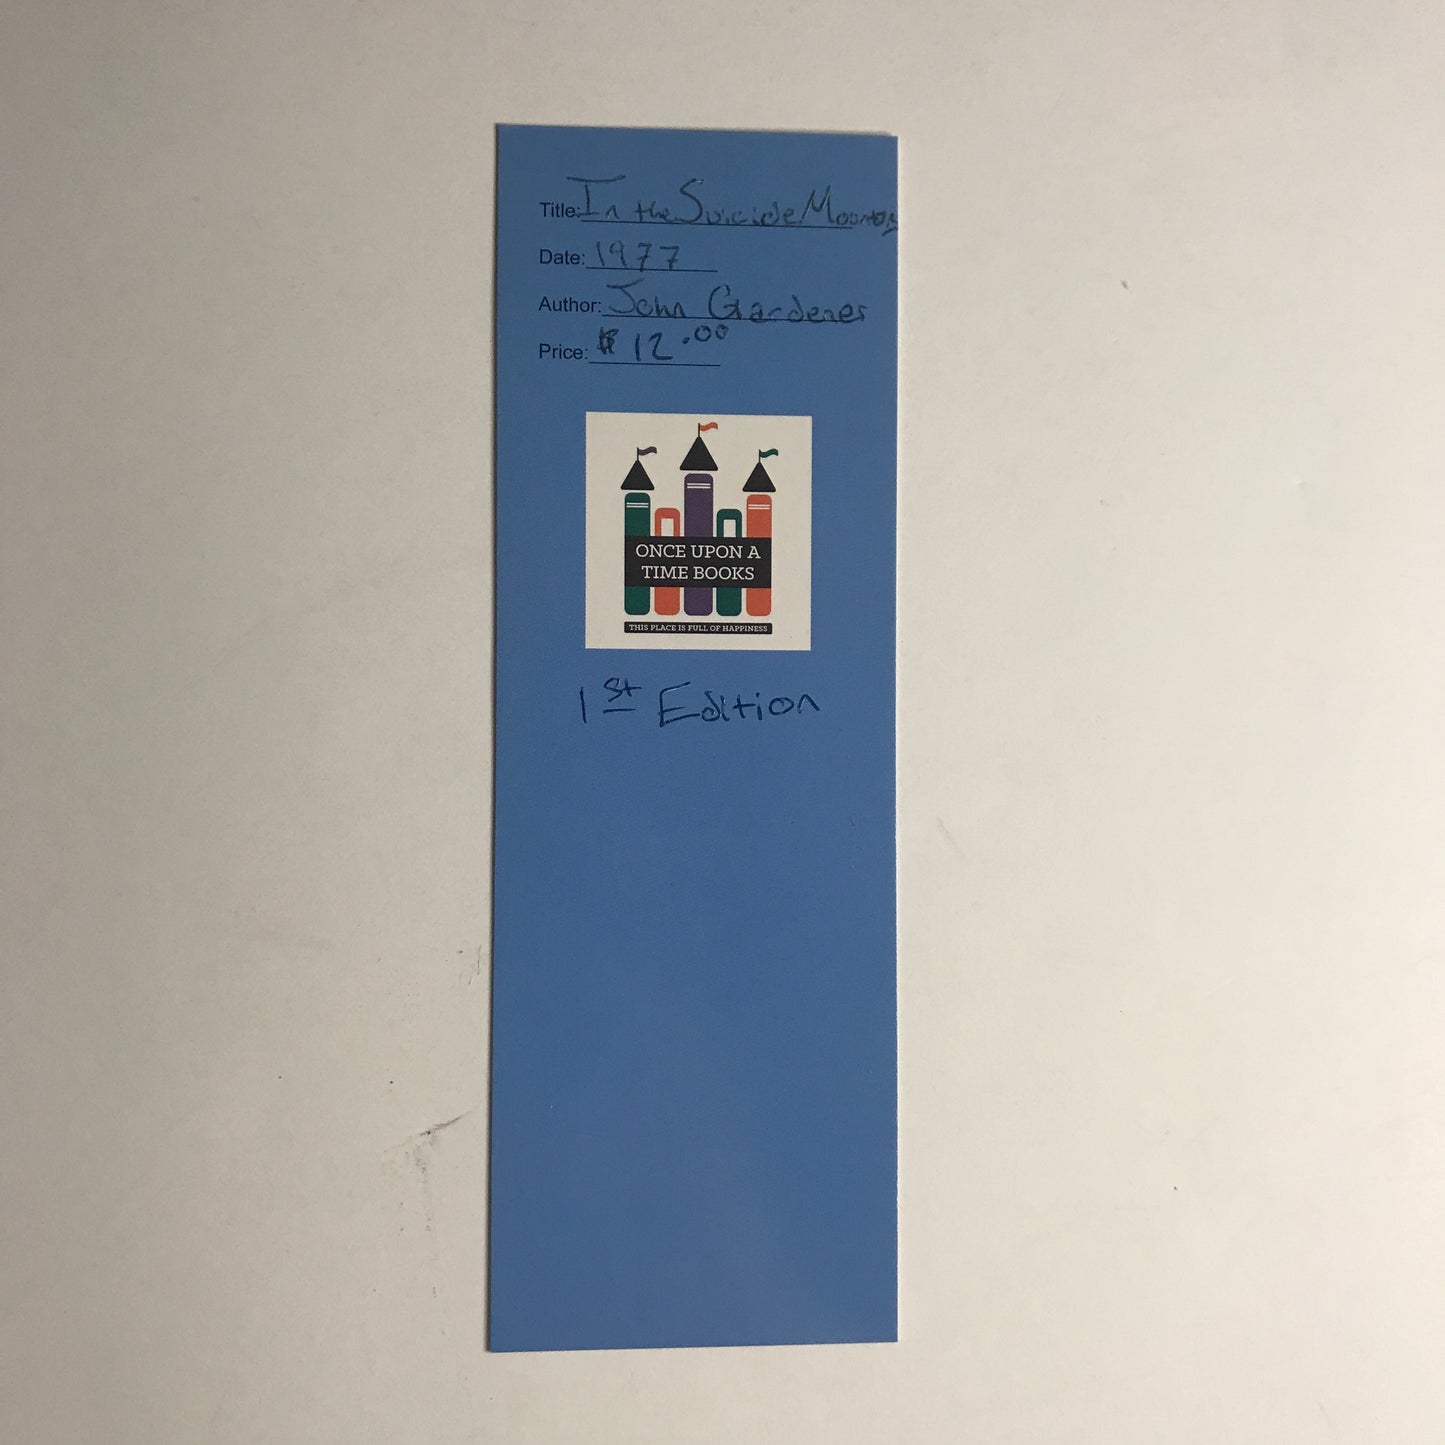 Title: In the Suicide Mountains
Date: 1977
Author: John Gardener
Price: $12.00
ONCE UPON A
TIME BOOKS
THIS PLACE IS FULL OF HAPPINESS
1st Edition